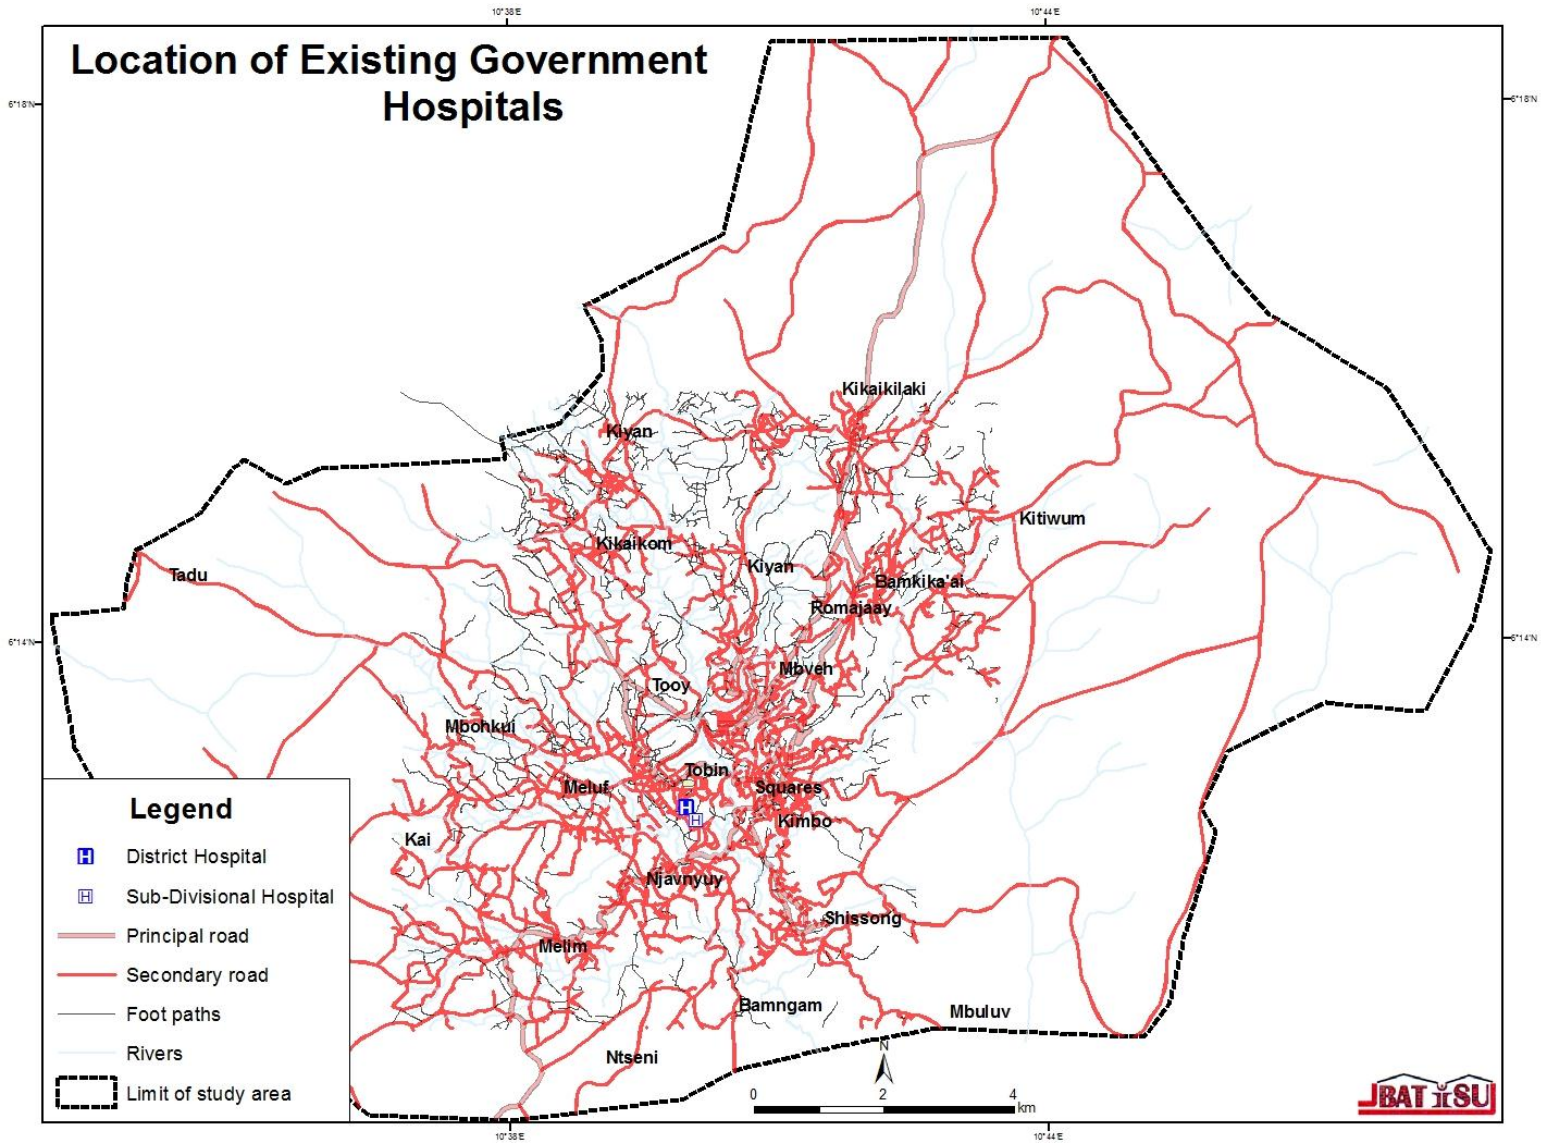 10°38'E
10°44'E
Location of Existing Government
Hospitals
6°18'N
6°18'N
Kikaikilaki
Kiyan
Kitiwum
Kikaikom
Kiyan
Tadu
Bamkika'ai
Romajaay
6°14'N
6°14'N
Mbveh
Tooy
Mbohkui
Tobin
Meluf
Squares
Kimbo
Kai
Njavnyuy
Shissong
Melim
Bamngam
Mbuluv
Ntseni
Legend
H District Hospital
H Sub-Divisional Hospital
Principal road
Secondary road
Foot paths
Rivers
Limit of study area
H
H
N
0 2 4
km
BATISU
10°38'E
10°44'E